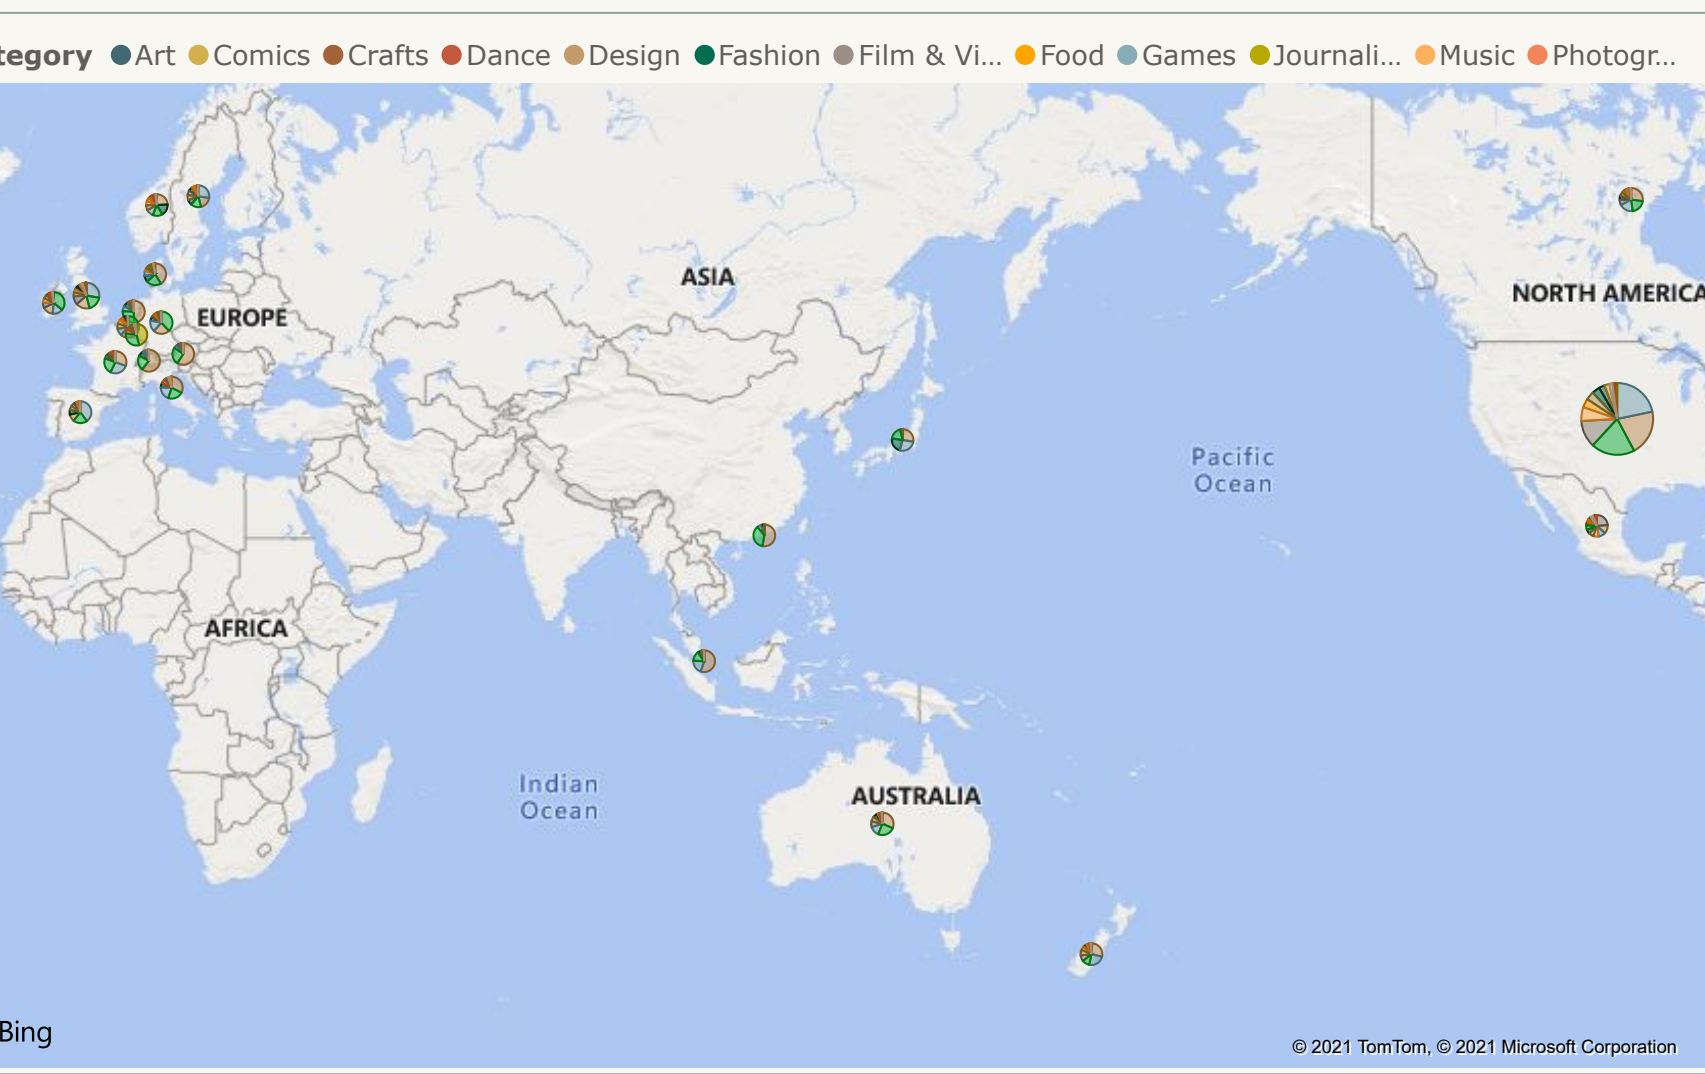 tegory Art Comics Crafts Dance Design Fashion Film & Vi... Food Games Journali... Music Photogr...
ASIA
NORTH AMERICA
EUROPE
Pacific
Ocean
AFRICA
Indian
Ocean
AUSTRALIA
Bing
© 2021 TomTom, © 2021 Microsoft Corporation